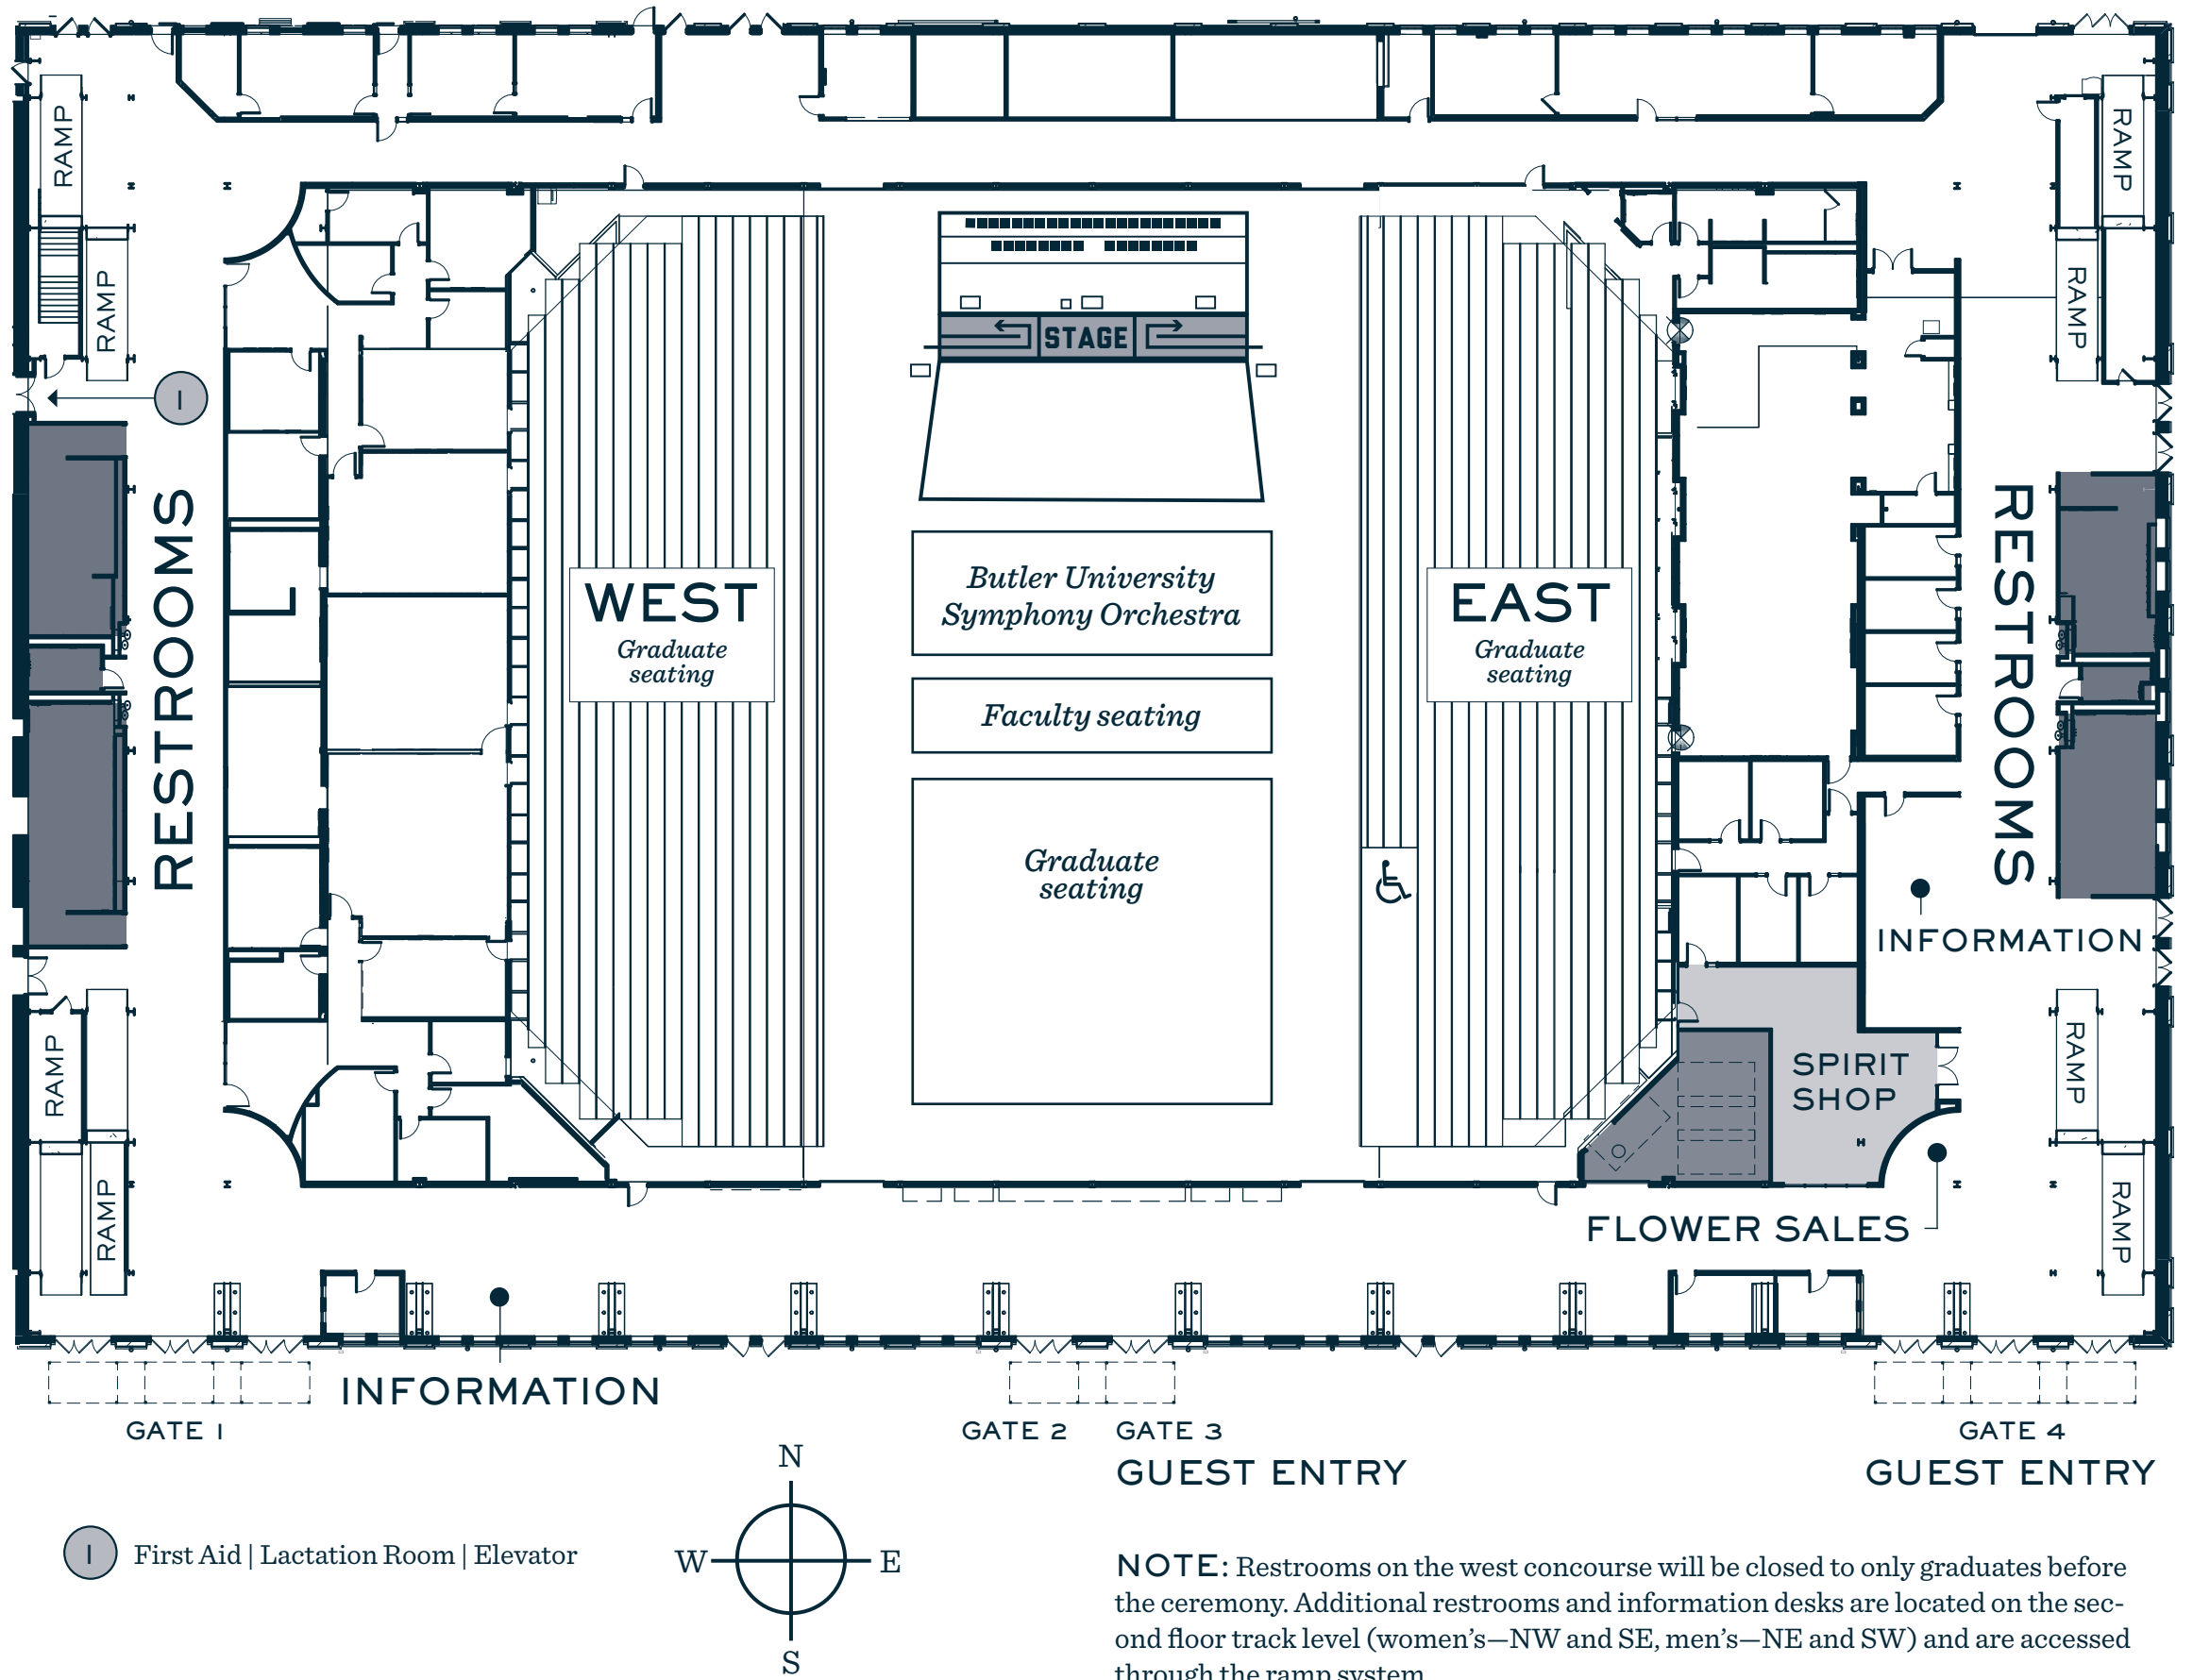 RAMP
RAMP
RAMP
RAMP
STAGE
I
RESTROOMS
WEST
Graduate
seating
Butler University
Symphony Orchestra
EAST
Graduate
seating
RESTROOMS
Faculty seating
Graduate
seating
INFORMATION
RAMP
SPIRIT
SHOP
RAMP
RAMP
RAMP
FLOWER SALES
INFORMATION
GATE 1
GATE 2
GATE 3
GATE 4
GUEST ENTRY
GUEST ENTRY
N
W
E
S
I First Aid | Lactation Room | Elevator
NOTE: Restrooms on the west concourse will be closed to only graduates before
the ceremony. Additional restrooms and information desks are located on the sec-
ond floor track level (women's—NW and SE, men's—NE and SW) and are accessed
through the ramp system